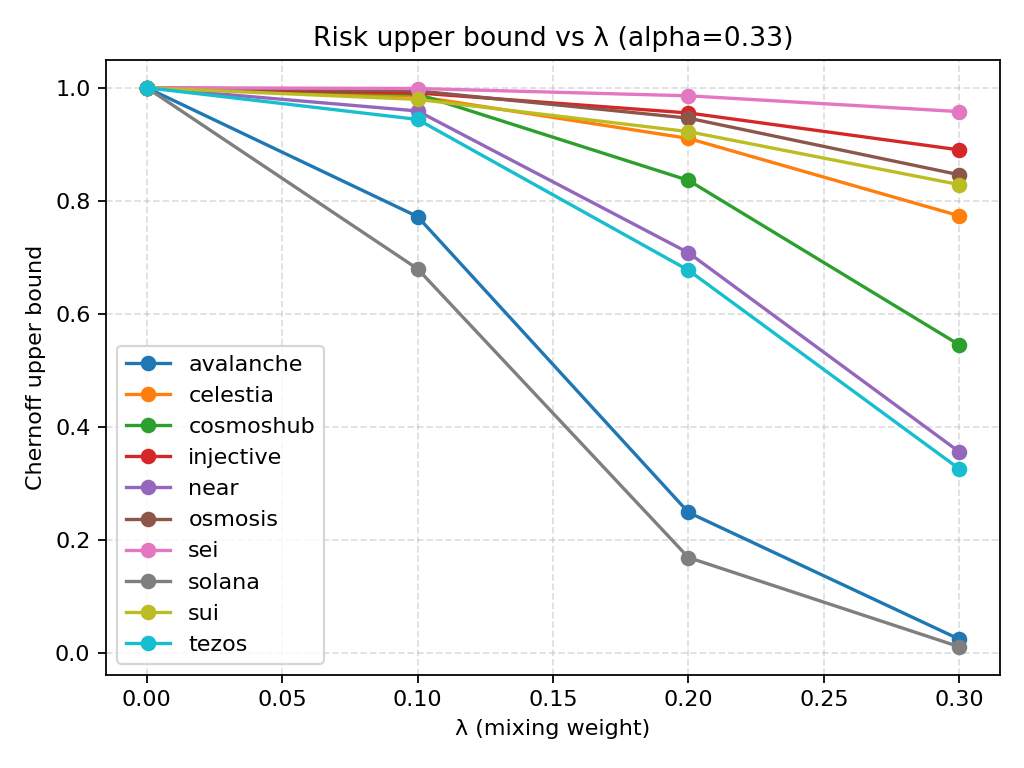 Risk upper bound vs λ (alpha=0.33)
Chernoff upper bound
1.0
0.8
0.6
0.4
0.2
0.0
avalanche
celestia
cosmoshub
injective
near
osmosis
sei
solana
sui
tezos
0.00 0.05 0.10 0.15 0.20 0.25 0.30
λ (mixing weight)